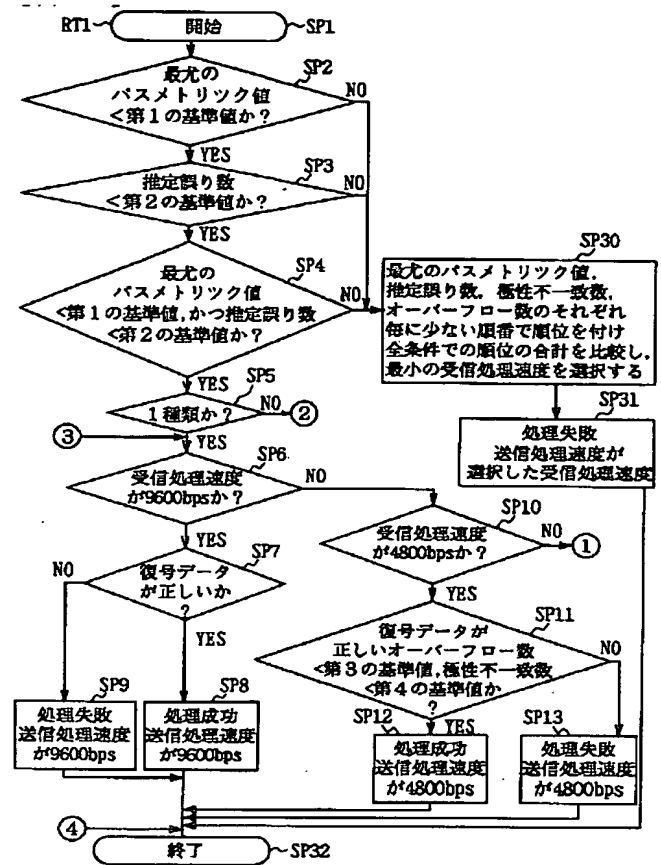 RT1
開始
SP1
SP2
最尤の
パスメトリック値
<第1の基準値か?
NO
YES
SP3
推定誤り数
<第2の基準値か?
NO
YES
SP4
最尤の
パスメトリック値
<第1の基準値,かつ推定誤り数
<第2の基準値か?
YES
SP30
最尤のパスメトリック値,
推定誤り数,極性不一致数,
オーバーフロー数のそれぞれ
毎に少ない順番で順位を付け
全条件での順位の合計を比較し,
最小の受信処理速度を選択する
SP5
1種類か?
NO
②
③
YES
SP31
処理失敗
送信処理速度が
選択した受信処理速度
SP6
受信処理速度
が9600bpsか?
NO
YES
SP10
受信処理速度
が4800bpsか?
NO
①
YES
SP7
復号データ
が正しいか
?
NO
YES
SP11
復号データが
正しいオーバーフロー数
<第3の基準値,極性不一致数
<第4の基準値か
?
NO
YES
SP9
処理失敗
送信処理速度
が9600bps
SP8
処理成功
送信処理速度
が9600bps
SP12
処理成功
送信処理速度
が4800bps
SP13
処理失敗
送信処理速度
が4800bps
④
終了
SP32